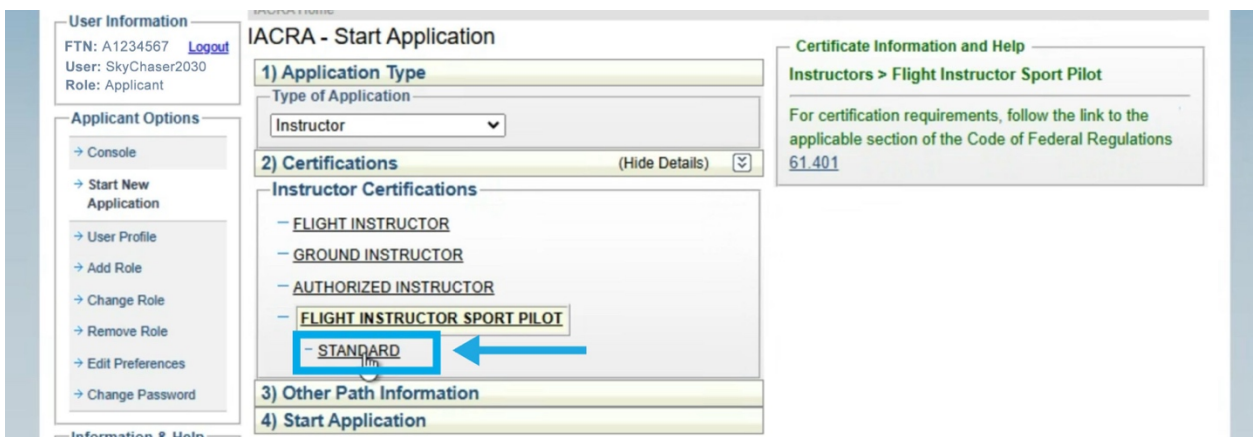 IACRA Home
User Information
FTN: A1234567 Logout
User: SkyChaser2030
Role: Applicant
Applicant Options
Console
Start New
Application
User Profile
Add Role
Change Role
Remove Role
Edit Preferences
Change Password
Information & Help
IACRA - Start Application
1) Application Type
Type of Application
Instructor
2) Certifications (Hide Details)
Instructor Certifications
FLIGHT INSTRUCTOR
GROUND INSTRUCTOR
AUTHORIZED INSTRUCTOR
FLIGHT INSTRUCTOR SPORT PILOT
STANDARD
3) Other Path Information
4) Start Application
Certificate Information and Help
Instructors > Flight Instructor Sport Pilot
For certification requirements, follow the link to the
applicable section of the Code of Federal Regulations
61.401